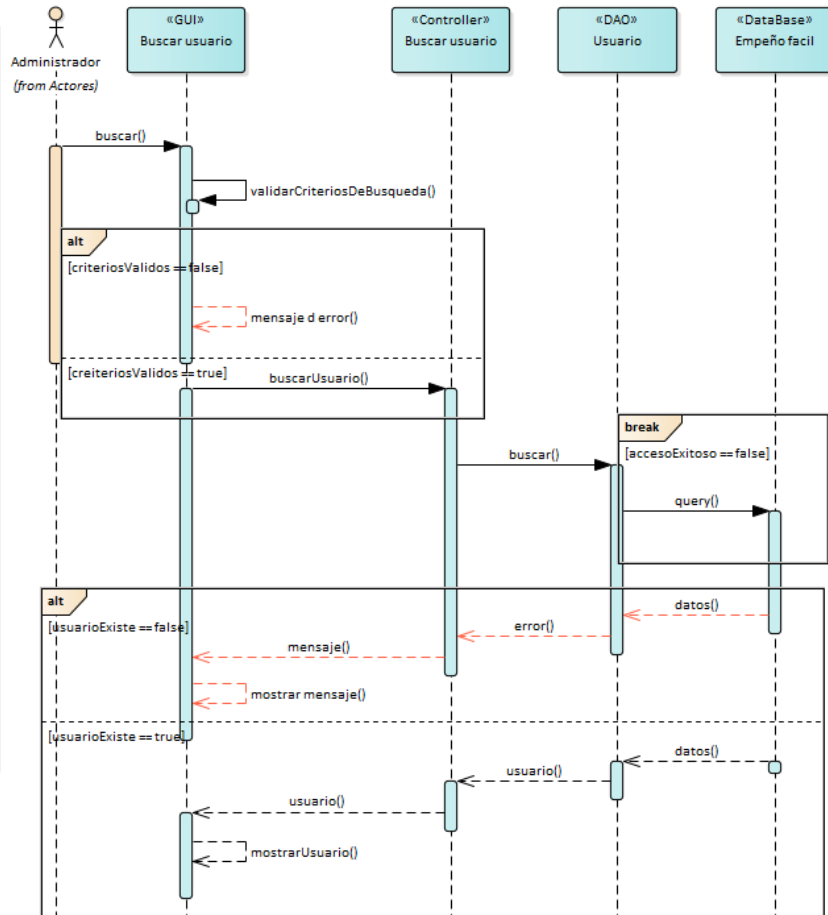 «GUI»
Buscar usuario
«Controller»
Buscar usuario
«DAO»
Usuario
«DataBase»
Empeño facil
Administrador
(from Actores)
buscar()
validarCriteriosDeBusqueda()
alt
[criteriosValidos == false]
mensaje d error()
[creiteriosValidos == true]
buscarUsuario()
break
[accesoExitoso == false]
buscar()
query()
alt
[usuarioExiste == false]
datos()
error()
mensaje()
mostrar mensaje()
[usuarioExiste == true]
datos()
usuario()
usuario()
mostrarUsuario()